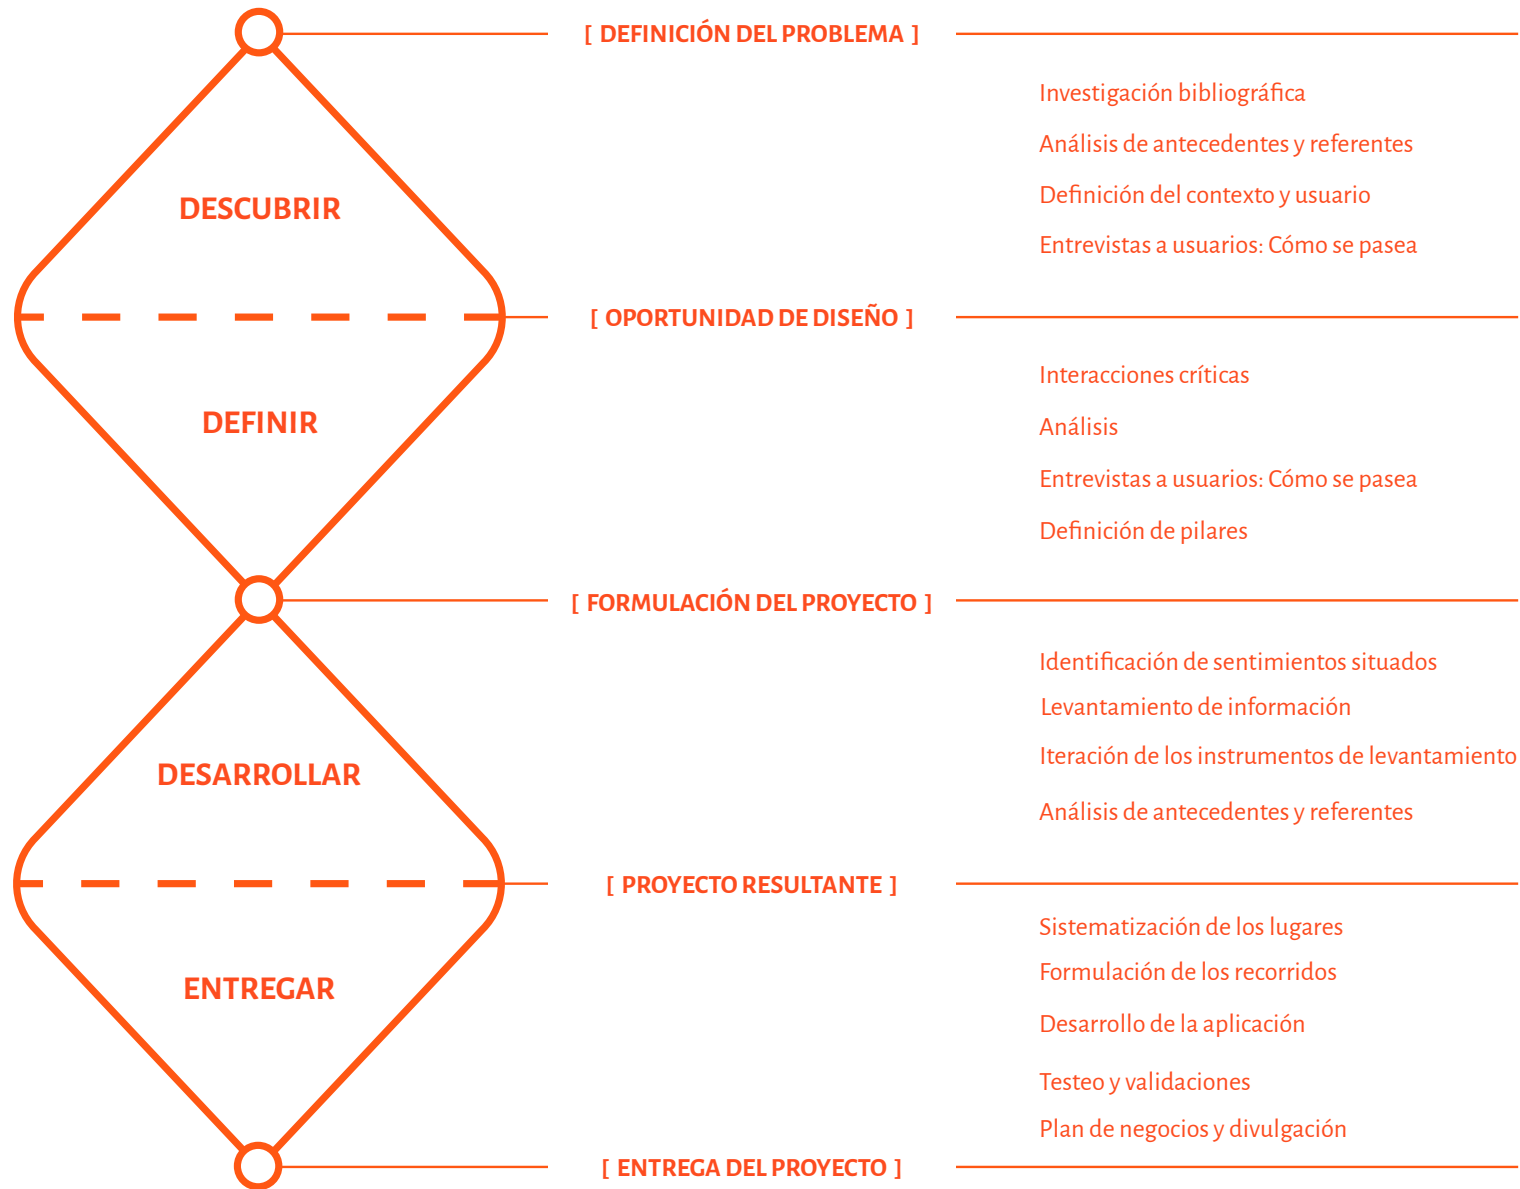 [ DEFINICIÓN DEL PROBLEMA ]
Investigación bibliográfica
Análisis de antecedentes y referentes
DESCUBRIR
Definición del contexto y usuario
Entrevistas a usuarios: Cómo se pasea
[ OPORTUNIDAD DE DISEÑO ]
Interacciones críticas
DEFINIR
Análisis
Entrevistas a usuarios: Cómo se pasea
Definición de pilares
[ FORMULACIÓN DEL PROYECTO ]
Identificación de sentimientos situados
Levantamiento de información
Iteración de los instrumentos de levantamiento
DESARROLLAR
Análisis de antecedentes y referentes
[ PROYECTO RESULTANTE ]
Sistematización de los lugares
Formulación de los recorridos
ENTREGAR
Desarrollo de la aplicación
Testeo y validaciones
Plan de negocios y divulgación
[ ENTREGA DEL PROYECTO ]